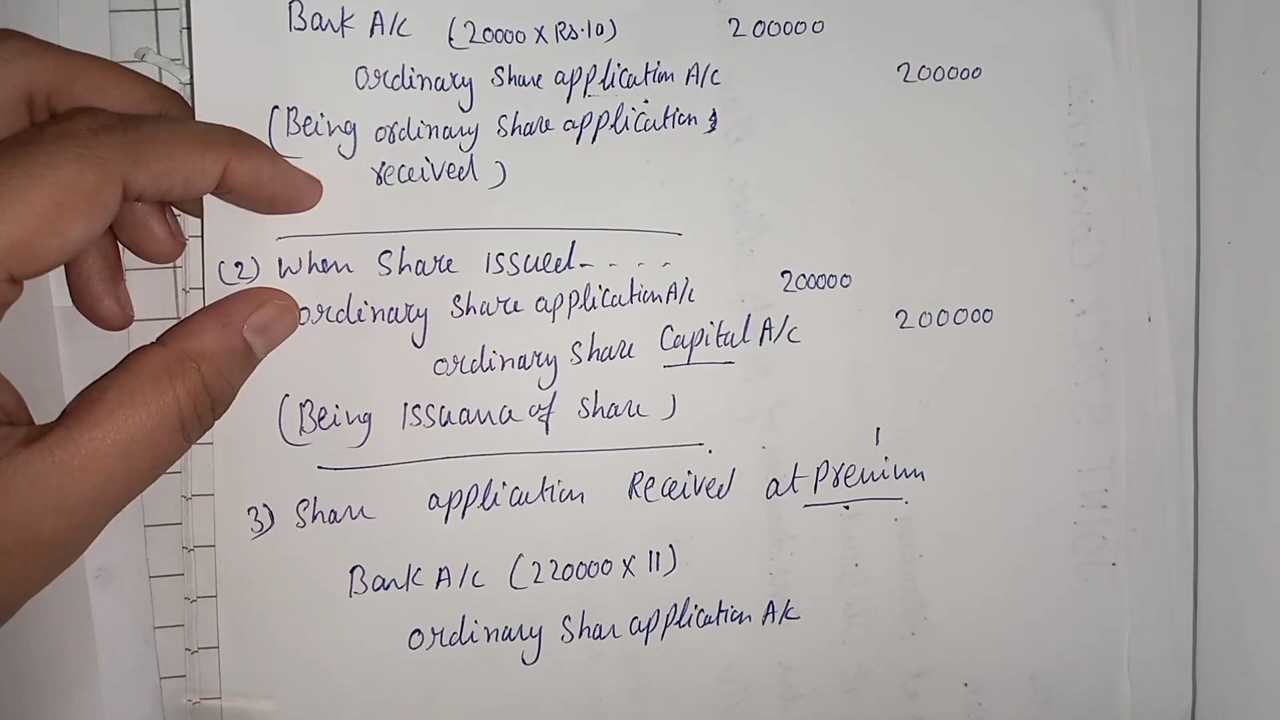 Bank A/c (20000 X Rs.10) 200000
Ordinary Share application A/c 200000
(Being ordinary Share application
received)
(2) When Share issued- - - -
ordinary Share application A/c 200000
ordinary Share Capital A/c 200000
(Being Issuana of Share)
3) Share application Received at Premium
Bank A/c (220000 X 11)
Ordinary Shar application A/c